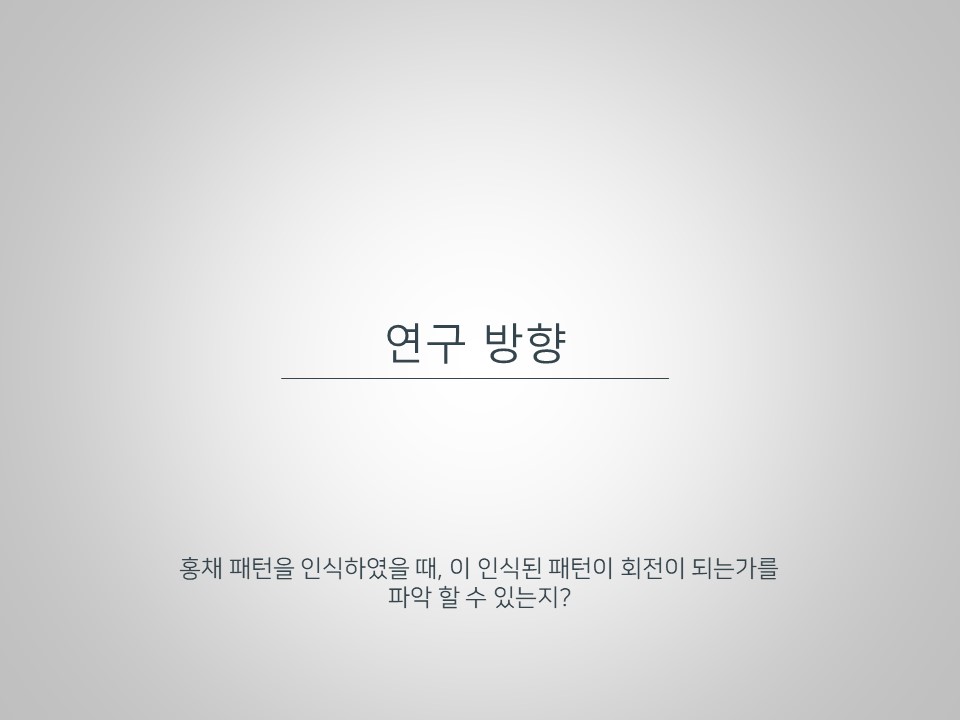 연구 방향
홍채 패턴을 인식하였을 때, 이 인식된 패턴이 회전이 되는가를
파악 할 수 있는지?